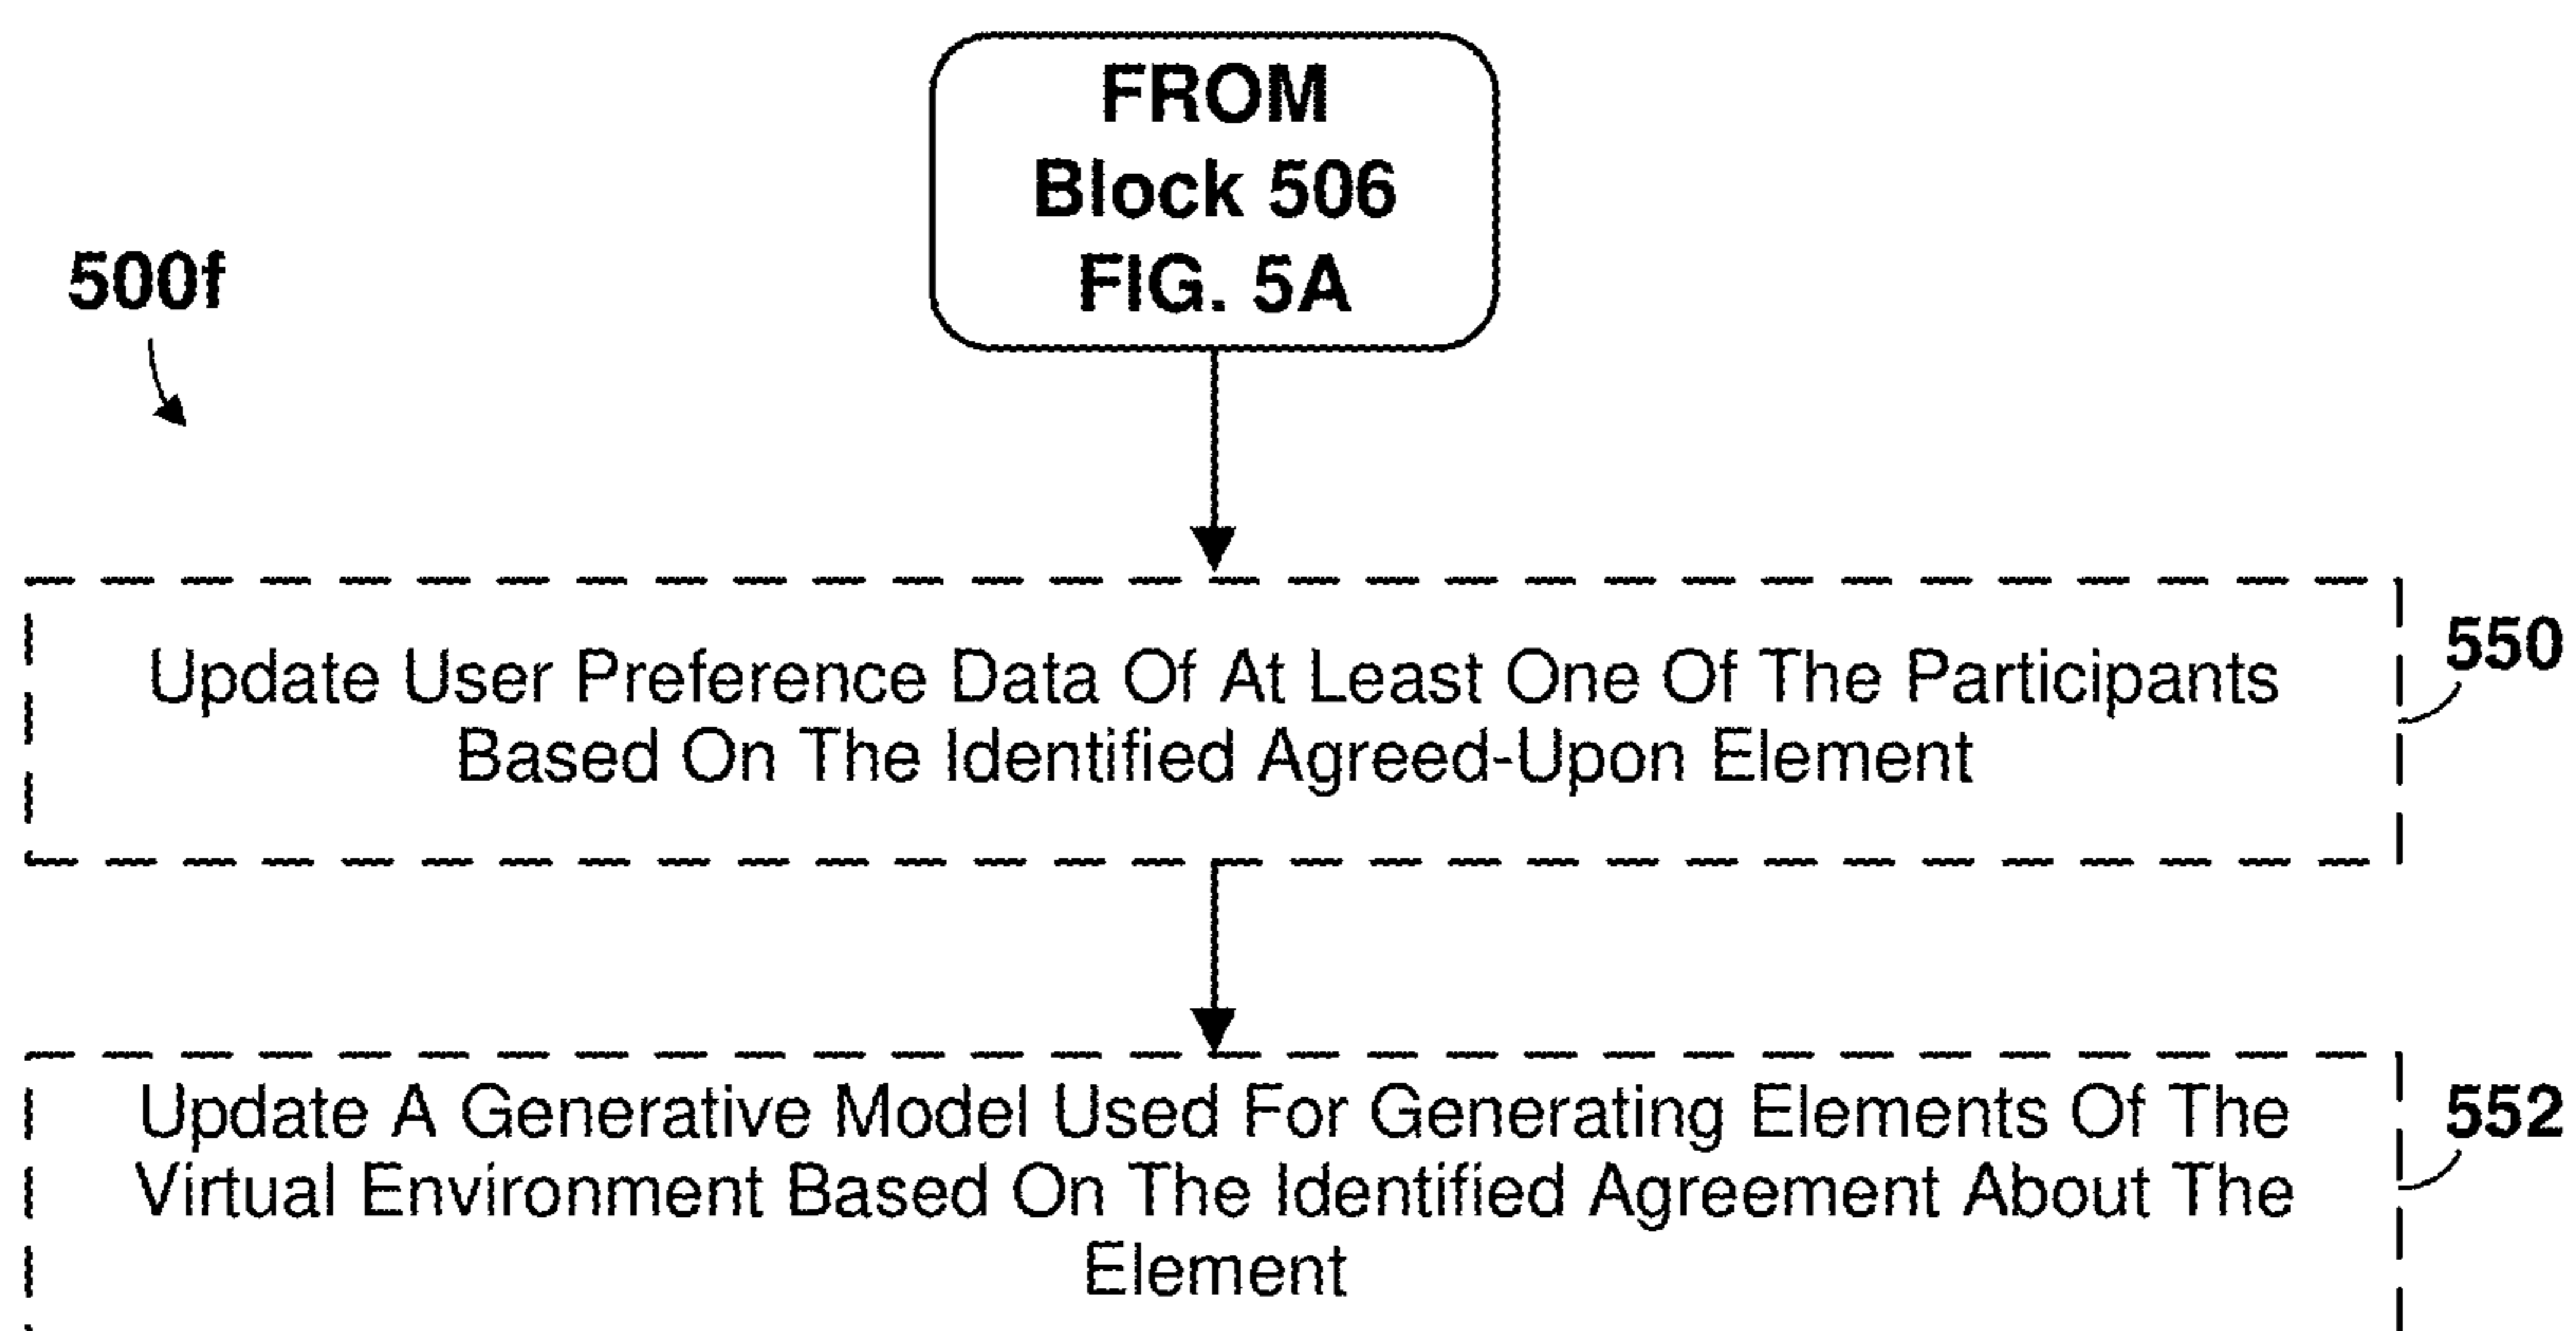 FROM
Block 506
FIG. 5A
500f
Update User Preference Data Of At Least One Of The Participants
Based On The Identified Agreed-Upon Element
550
Update A Generative Model Used For Generating Elements Of The
Virtual Environment Based On The Identified Agreement About The
Element
552